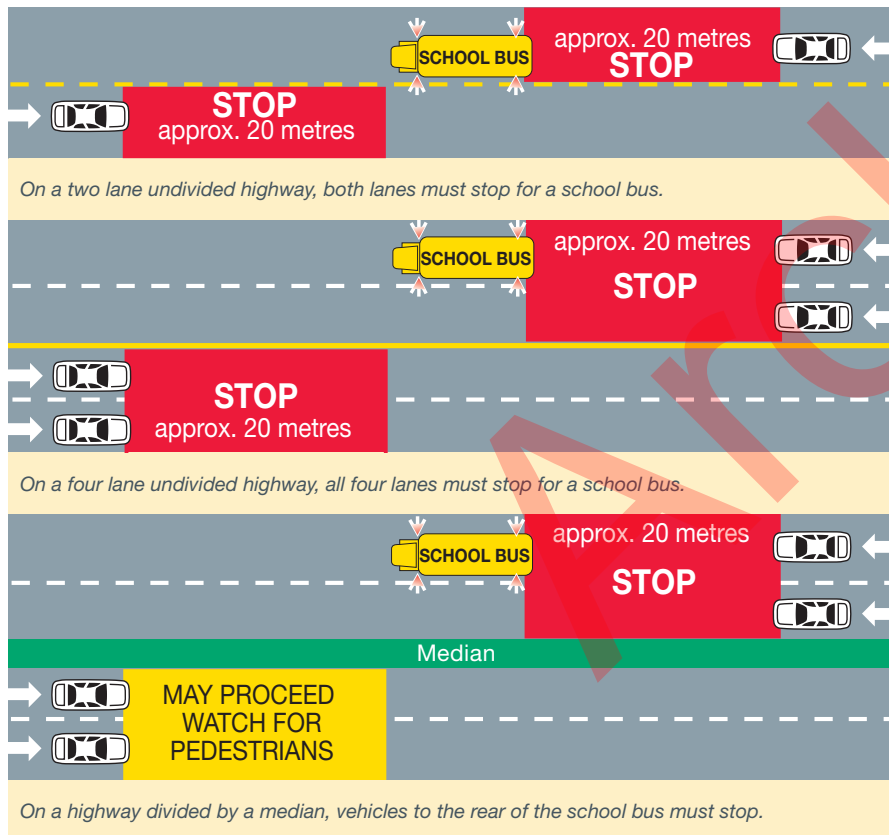 SCHOOL BUS
approx. 20 metres
STOP
STOP
approx. 20 metres
On a two lane undivided highway, both lanes must stop for a school bus.
SCHOOL BUS
approx. 20 metres
STOP
STOP
approx. 20 metres
On a four lane undivided highway, all four lanes must stop for a school bus.
SCHOOL BUS
approx. 20 metres
STOP
Median
MAY PROCEED
WATCH FOR
PEDESTRIANS
On a highway divided by a median, vehicles to the rear of the school bus must stop.